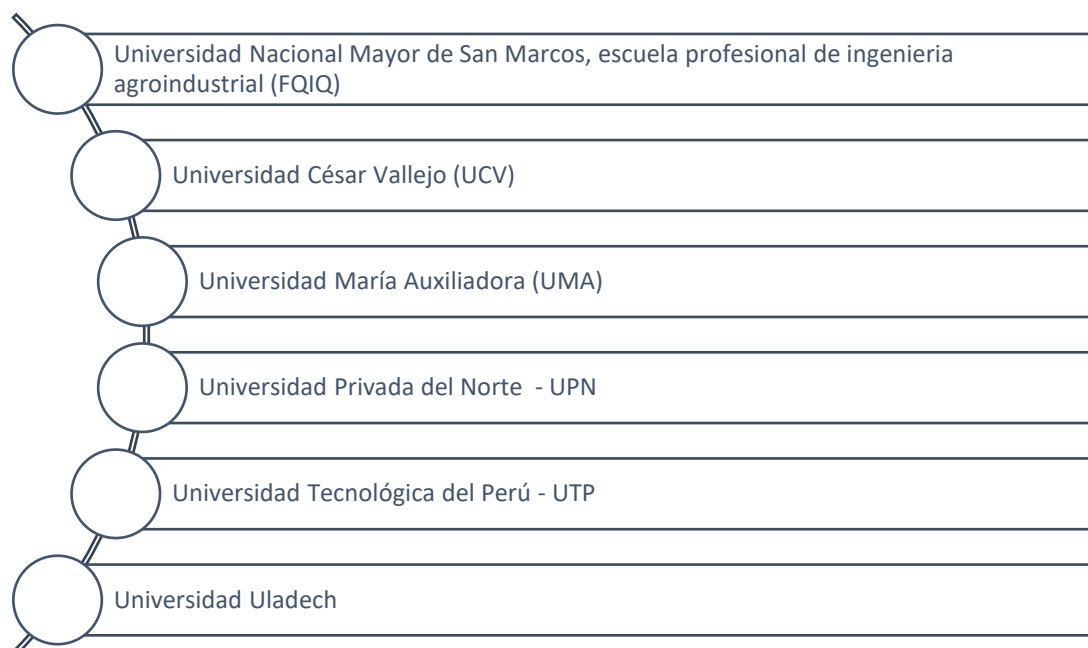 Universidad Nacional Mayor de San Marcos, escuela profesional de ingenieria
agroindustrial (FQIQ)
Universidad César Vallejo (UCV)
Universidad María Auxiliadora (UMA)
Universidad Privada del Norte  - UPN
Universidad Tecnológica del Perú - UTP
Universidad Uladech